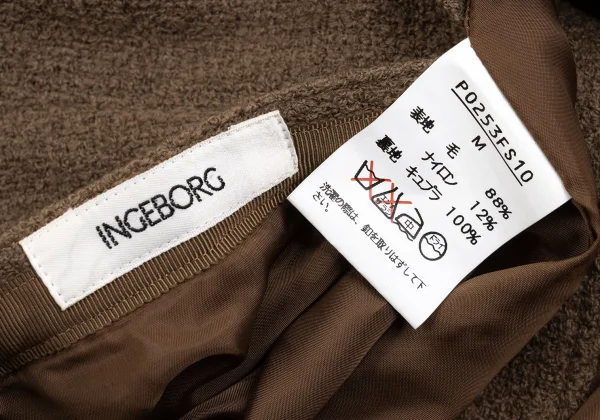 INGEBORG
P0253FS10
M
表地 毛 88%
ナイロン 12%
裏地 キュプラ 100%
洗濯の際は、釦を取りはずして下
さい。